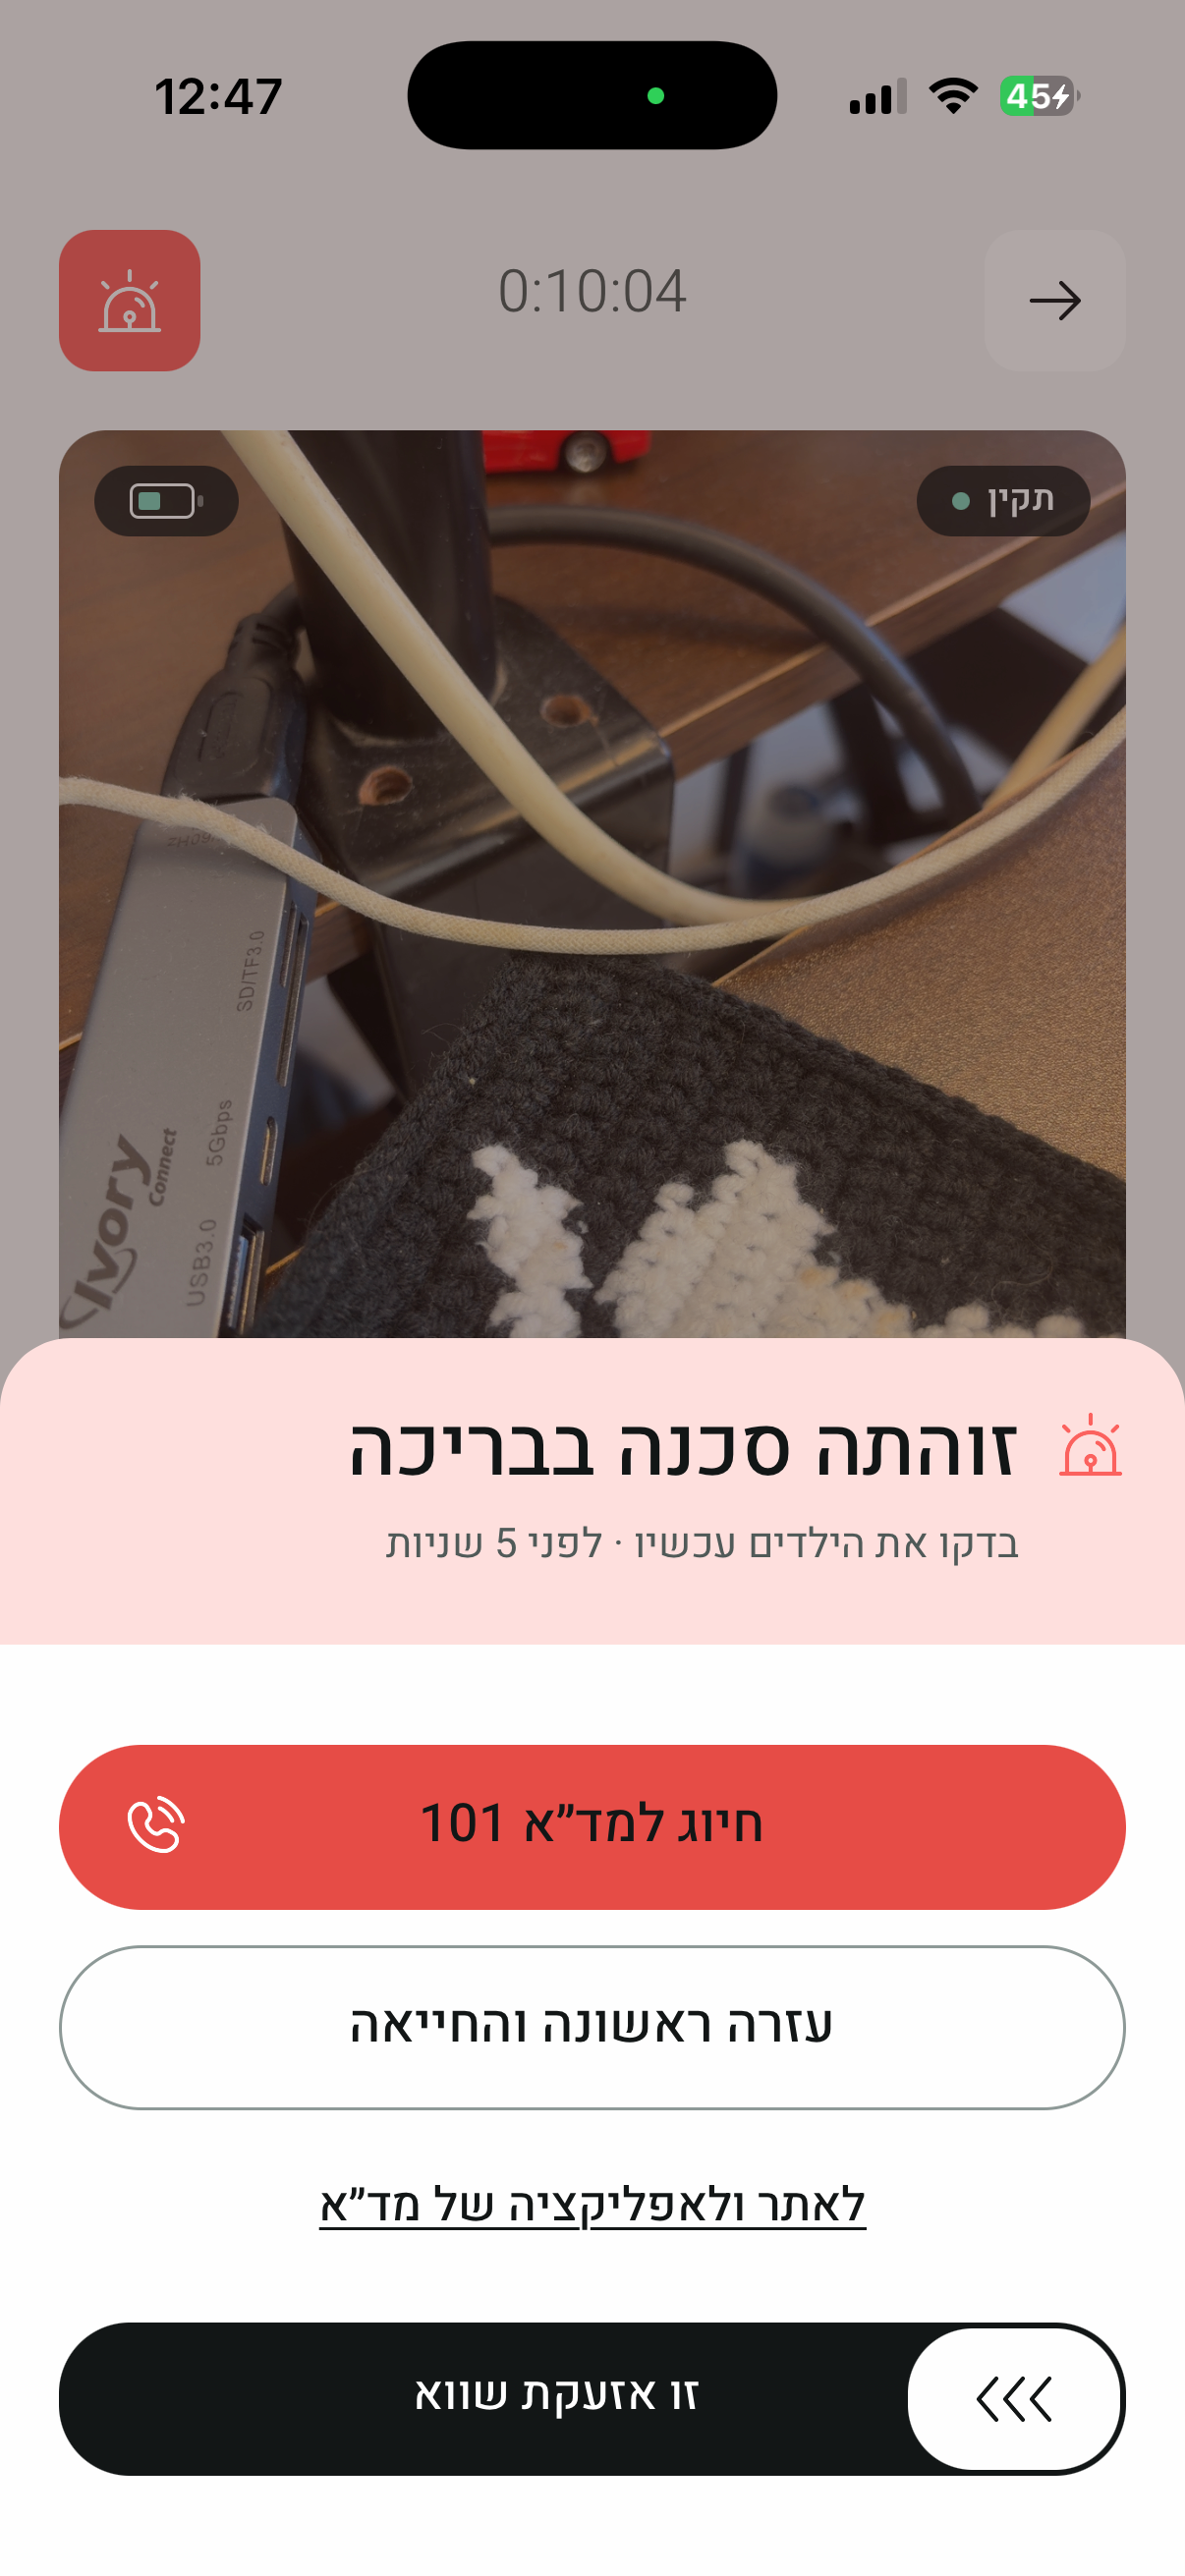 12:47
45
0:10:04
תקין
SD/TF3.0
5Gbps
USB3.0
Ivory
Connect
זוהתה סכנה בבריכה
בדקו את הילדים עכשיו · לפני 5 שניות
חיוג למד״א 101
עזרה ראשונה והחייאה
לאתר ולאפליקציה של מד״א
זו אזעקת שווא